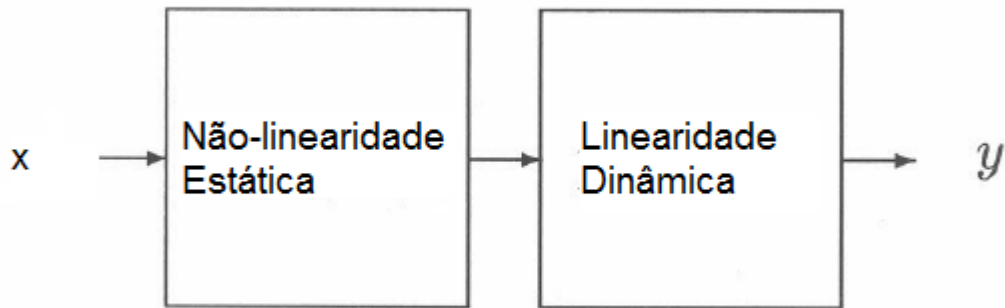 x
Não-linearidade
Estática
Linearidade
Dinâmica
y